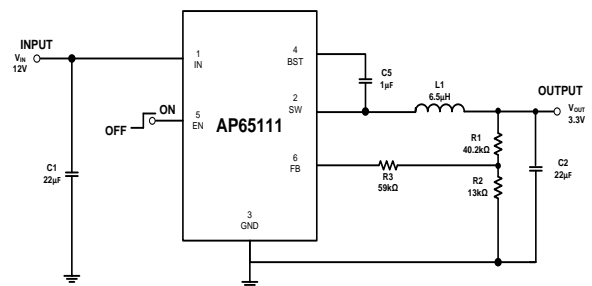 INPUT
VIN
12V
C1
22μF
OFF
ON
1
IN
5
EN
AP65111
3
GND
4
BST
2
SW
6
FB
C5
1μF
L1
6.5μH
R3
59kΩ
R1
40.2kΩ
R2
13kΩ
C2
22μF
OUTPUT
VOUT
3.3V